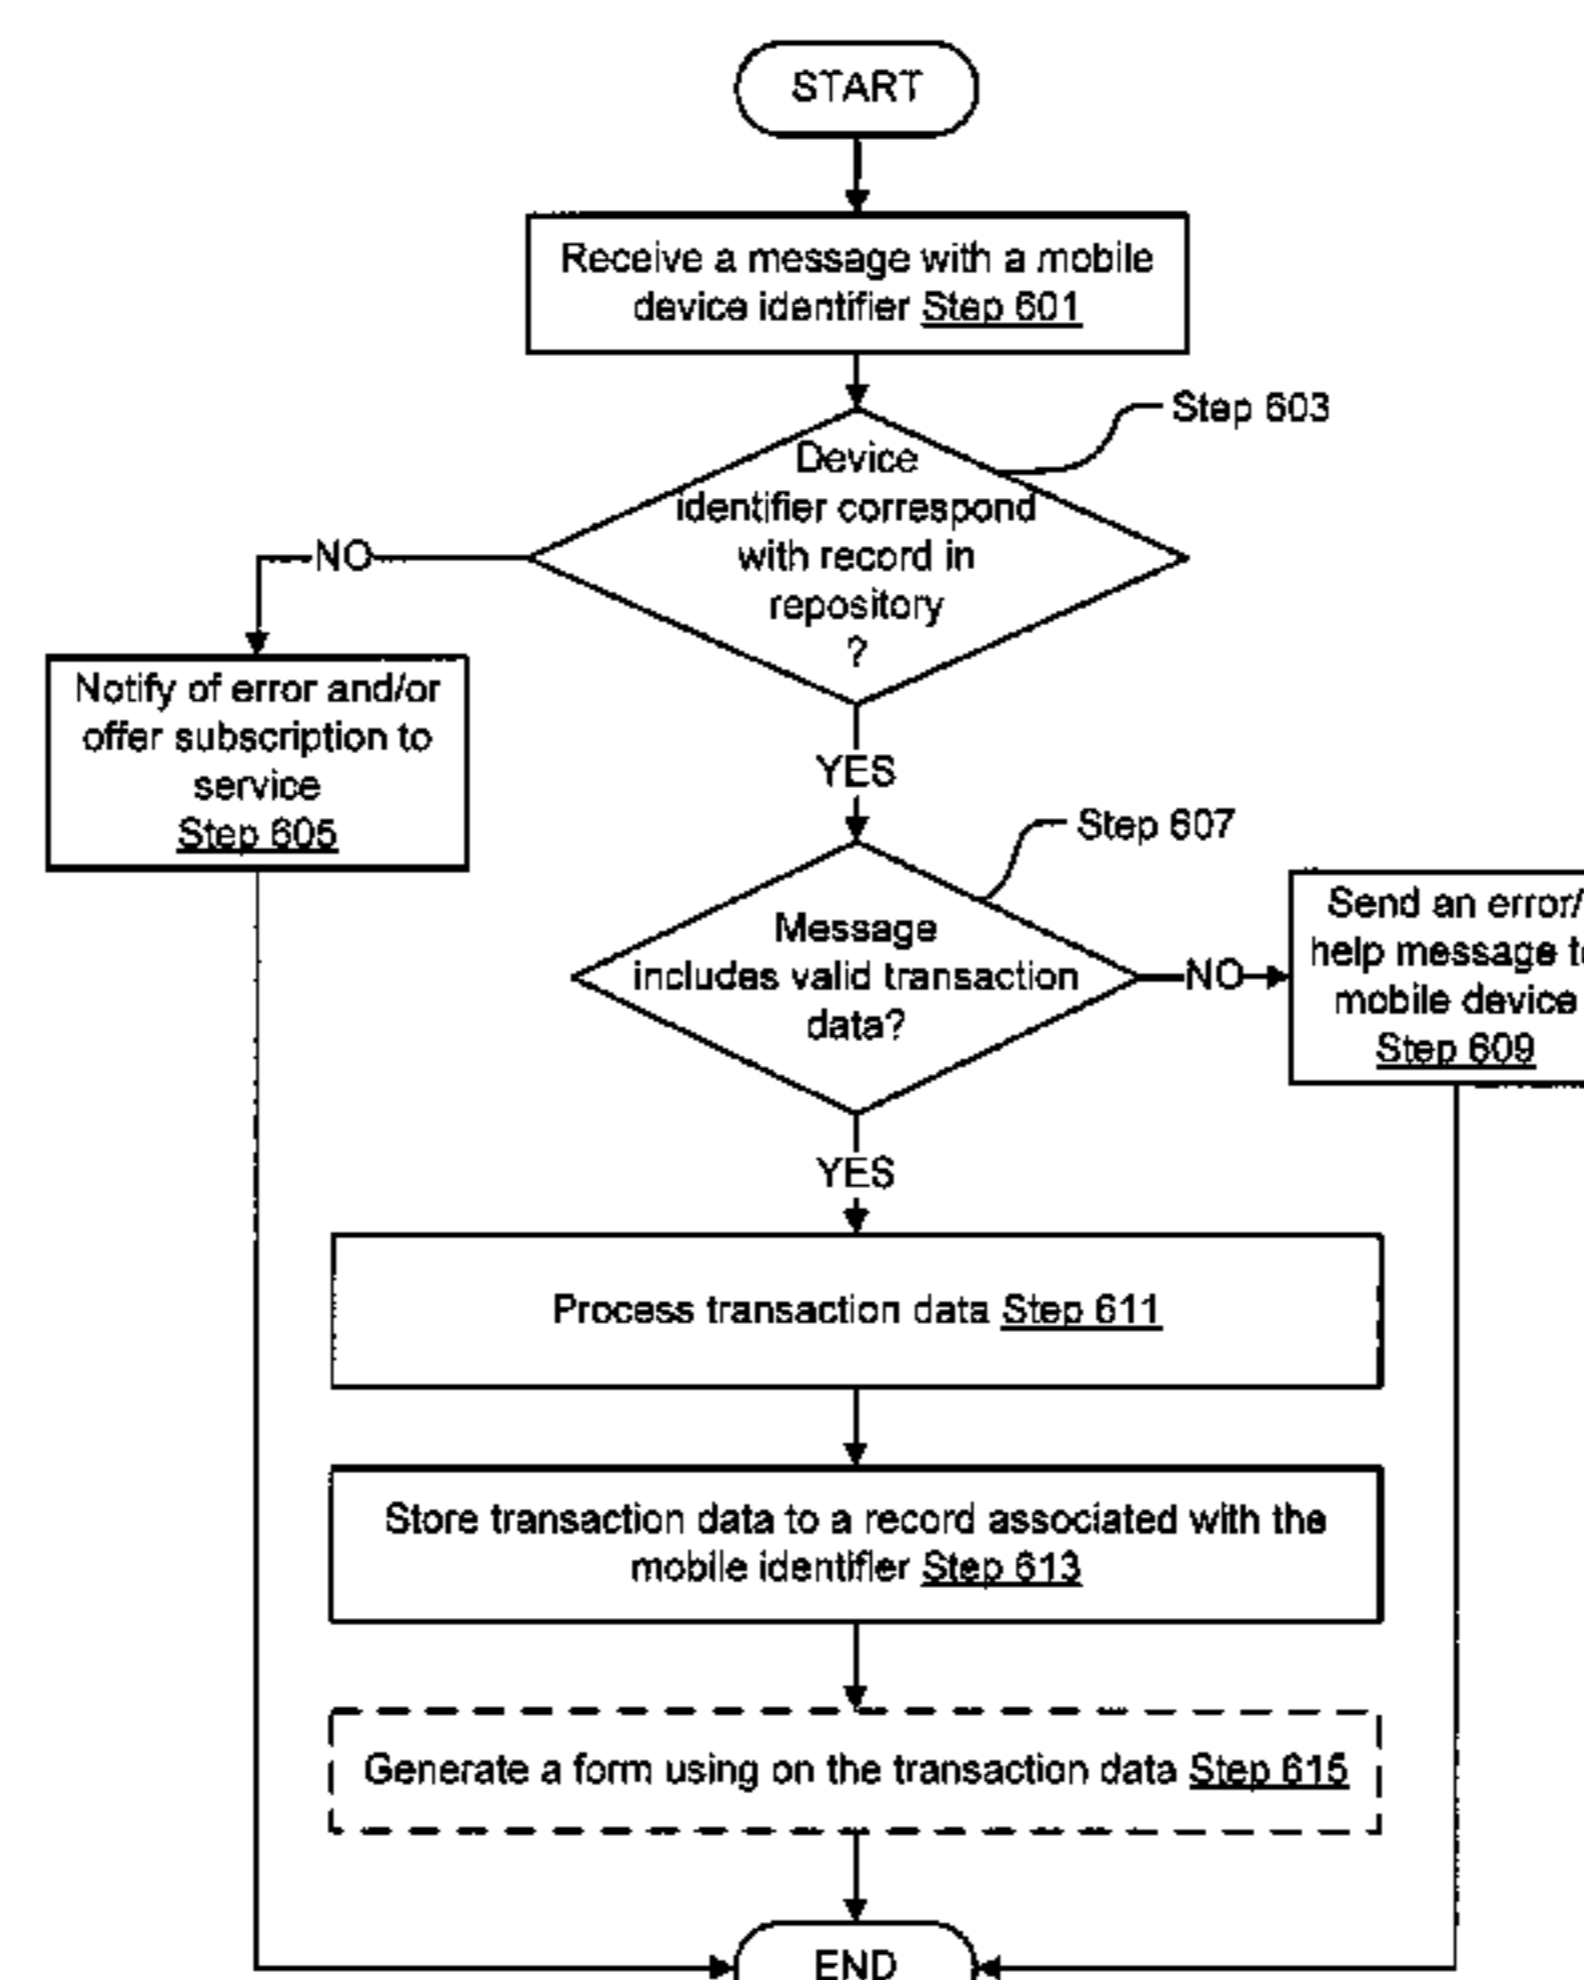 START
Receive a message with a mobile
device identifier Step 601
Step 603
Device
identifier correspond
with record in
repository
?
NO
YES
Notify of error and/or
offer subscription to
service
Step 605
Step 607
Message
includes valid transaction
data?
NO
Send an error/
help message to
mobile device
Step 609
YES
Process transaction data Step 611
Store transaction data to a record associated with the
mobile identifier Step 613
Generate a form using on the transaction data Step 615
END